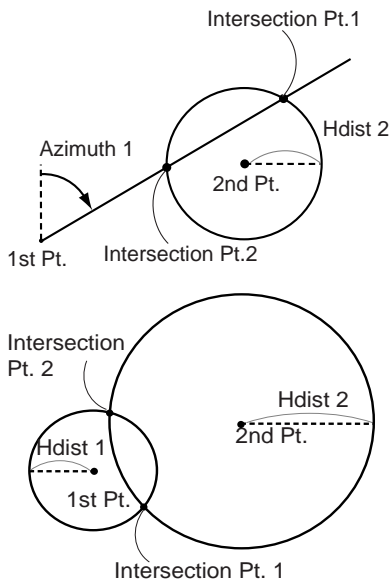 Intersection Pt.1
Hdist 2
Azimuth 1
2nd Pt.
1st Pt.
Intersection Pt.2
Intersection
Pt. 2
Hdist 2
2nd Pt.
Hdist 1
1st Pt.
Intersection Pt. 1